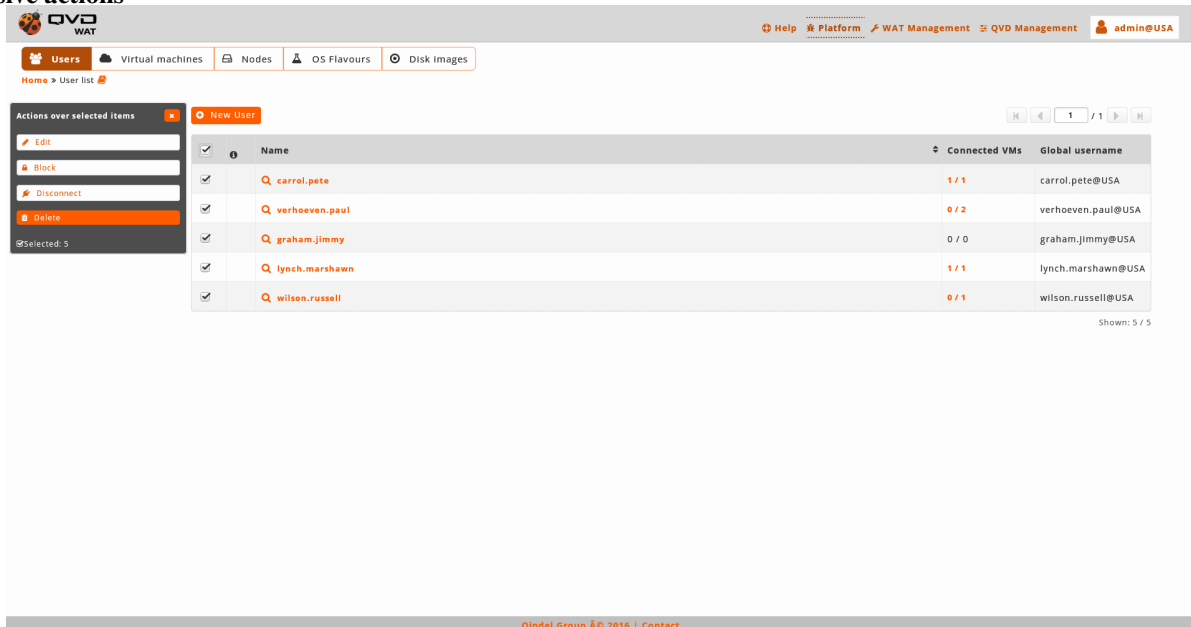 sive actions
QVD
WAT
Help Platform WAT Management QVD Management admin@USA
Users Virtual machines Nodes OS Flavours Disk images
Home » User list
Actions over selected items
Edit
Block
Disconnect
Delete
Selected: 5
New User
1 / 1
Name Connected VMs Global username
carrol.pete 1 / 1 carrol.pete@USA
verhoeven.paul 0 / 2 verhoeven.paul@USA
graham.jimmy 0 / 0 graham.jimmy@USA
lynch.marshawn 1 / 1 lynch.marshawn@USA
wilson.russell 0 / 1 wilson.russell@USA
Shown: 5 / 5
Qindel Group Â© 2016 | Contact